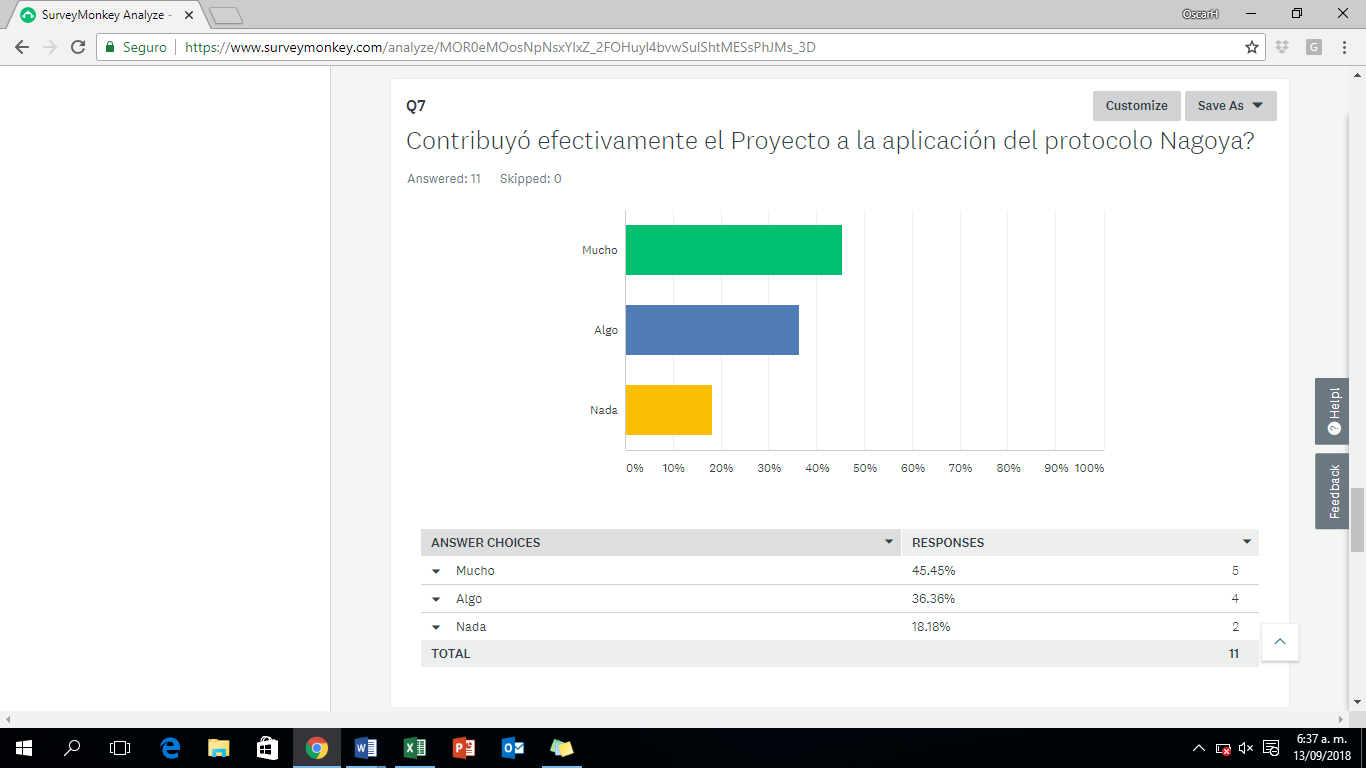 SurveyMonkey Analyze -
OscarH
Seguro
https://www.surveymonkey.com/analyze/MOR0eMOosNpNsxYlxZ_2FOHuyl4bvwSulShtMESsPhJMs_3D
G
Q7
Customize
Save As
Contribuyó efectivamente el Proyecto a la aplicación del protocolo Nagoya?
Answered: 11 Skipped: 0
Mucho
Algo
Nada
0% 10% 20% 30% 40% 50% 60% 70% 80% 90% 100%
? Help!
Feedback
ANSWER CHOICES RESPONSES
Mucho 45.45% 5
Algo 36.36% 4
Nada 18.18% 2
TOTAL 11
6:37 a. m.
13/09/2018